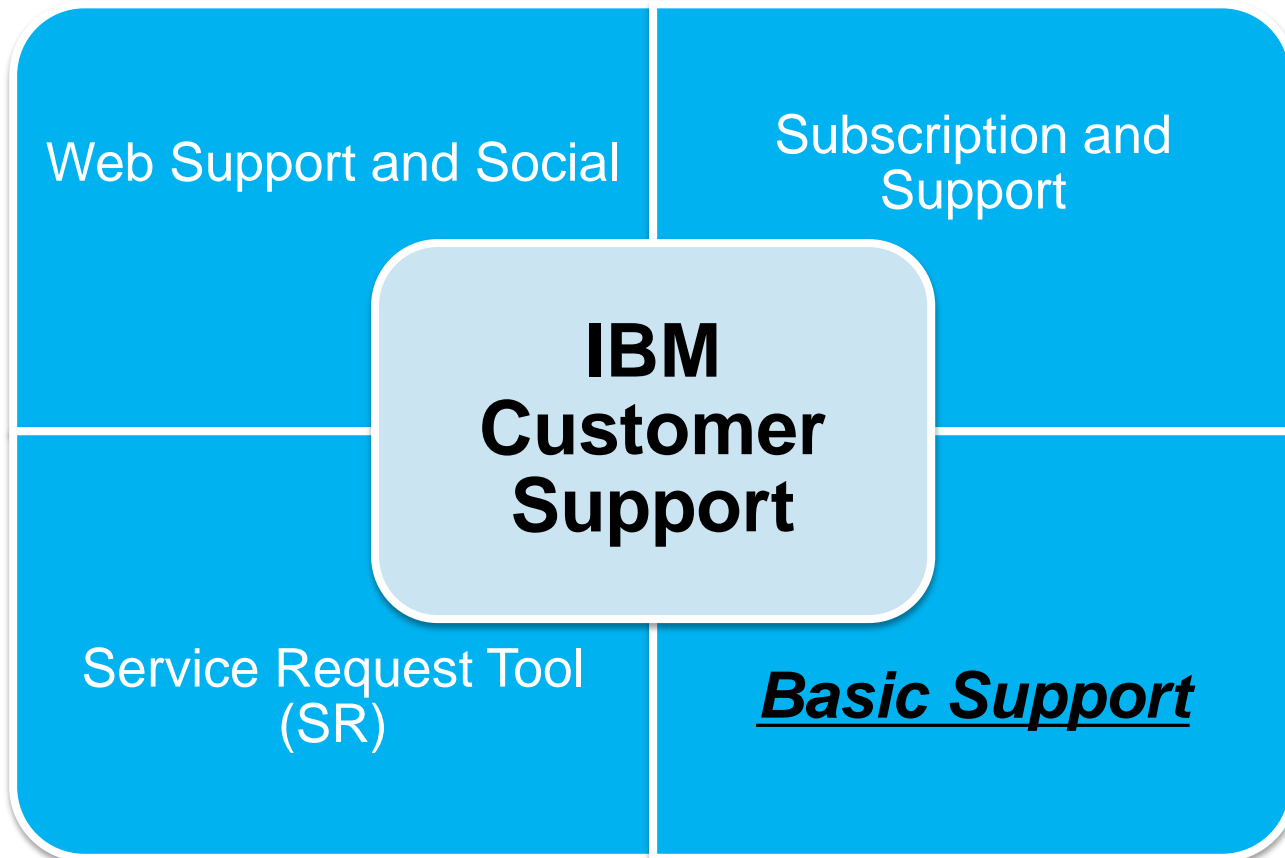 Web Support and Social
Subscription and
Support
IBM
Customer
Support
Service Request Tool
(SR)
Basic Support